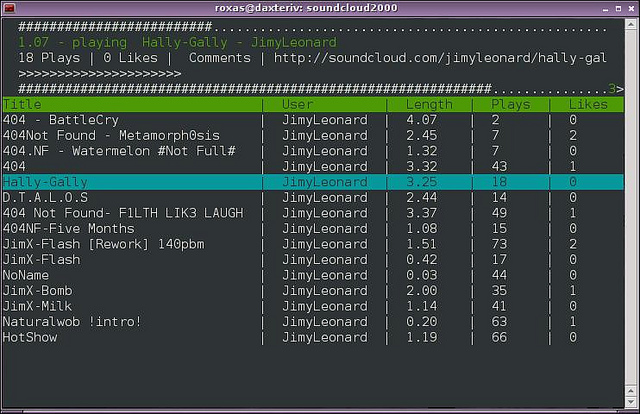 roxas@daxteriv: soundcloud2000
#########################...................................................
1.07 - playing  Hally-Gally - JimyLeonard
18 Plays | 0 Likes |  Comments | http://soundcloud.com/jimyleonard/hally-gal
>>>>>>>>>>>>>>>>>>>>>
#############################################################...............3>
Title | User | Length | Plays | Likes
404 - BattleCry | JimyLeonard | 4.07 | 2 | 0
404Not Found - Metamorph0sis | JimyLeonard | 2.45 | 7 | 2
404.NF - Watermelon #Not Full# | JimyLeonard | 1.32 | 7 | 0
404 | JimyLeonard | 3.32 | 43 | 1
Hally-Gally | JimyLeonard | 3.25 | 18 | 0
D.T.A.L.O.S | JimyLeonard | 2.44 | 14 | 0
404 Not Found- F1LTH LIK3 LAUGH | JimyLeonard | 3.37 | 49 | 1
404NF-Five Months | JimyLeonard | 1.08 | 15 | 0
JimX-Flash [Rework] 140pbm | JimyLeonard | 1.51 | 73 | 2
JimX-Flash | JimyLeonard | 0.42 | 17 | 0
NoName | JimyLeonard | 0.03 | 44 | 0
JimX-Bomb | JimyLeonard | 2.00 | 35 | 1
JimX-Milk | JimyLeonard | 1.14 | 41 | 0
Naturalwob !intro! | JimyLeonard | 0.20 | 63 | 1
HotShow | JimyLeonard | 1.19 | 66 | 0